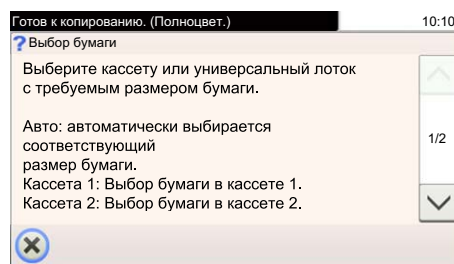 Готов к копированию. (Полноцвет.)
10:10
Выбор бумаги
Выберите кассету или универсальный лоток
с требуемым размером бумаги.
Авто: автоматически выбирается
соответствующий
размер бумаги.
Кассета 1: Выбор бумаги в кассете 1.
Кассета 2: Выбор бумаги в кассете 2.
1/2